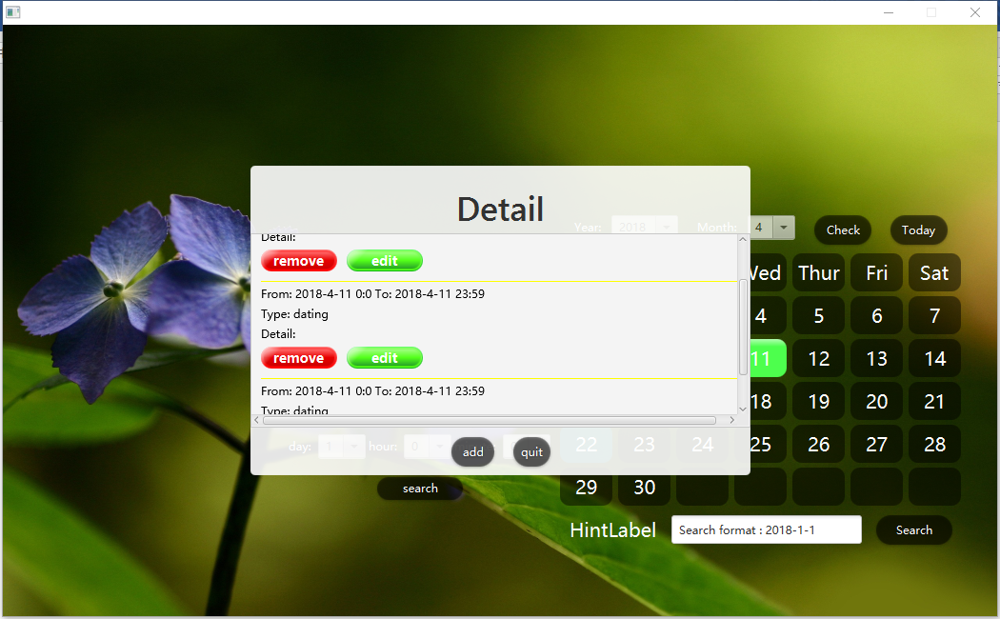 Detail
Year: 2018 Month: 4 Check Today
Detail:
remove edit
From: 2018-4-11 0:0 To: 2018-4-11 23:59
Type: dating
Detail:
remove edit
From: 2018-4-11 0:0 To: 2018-4-11 23:59
Type: dating
Wed Thur Fri Sat
4 5 6 7
11 12 13 14
18 19 20 21
22 23 24 25 26 27 28
29 30
day: 1 hour: 0 add quit
search
HintLabel Search format : 2018-1-1 Search